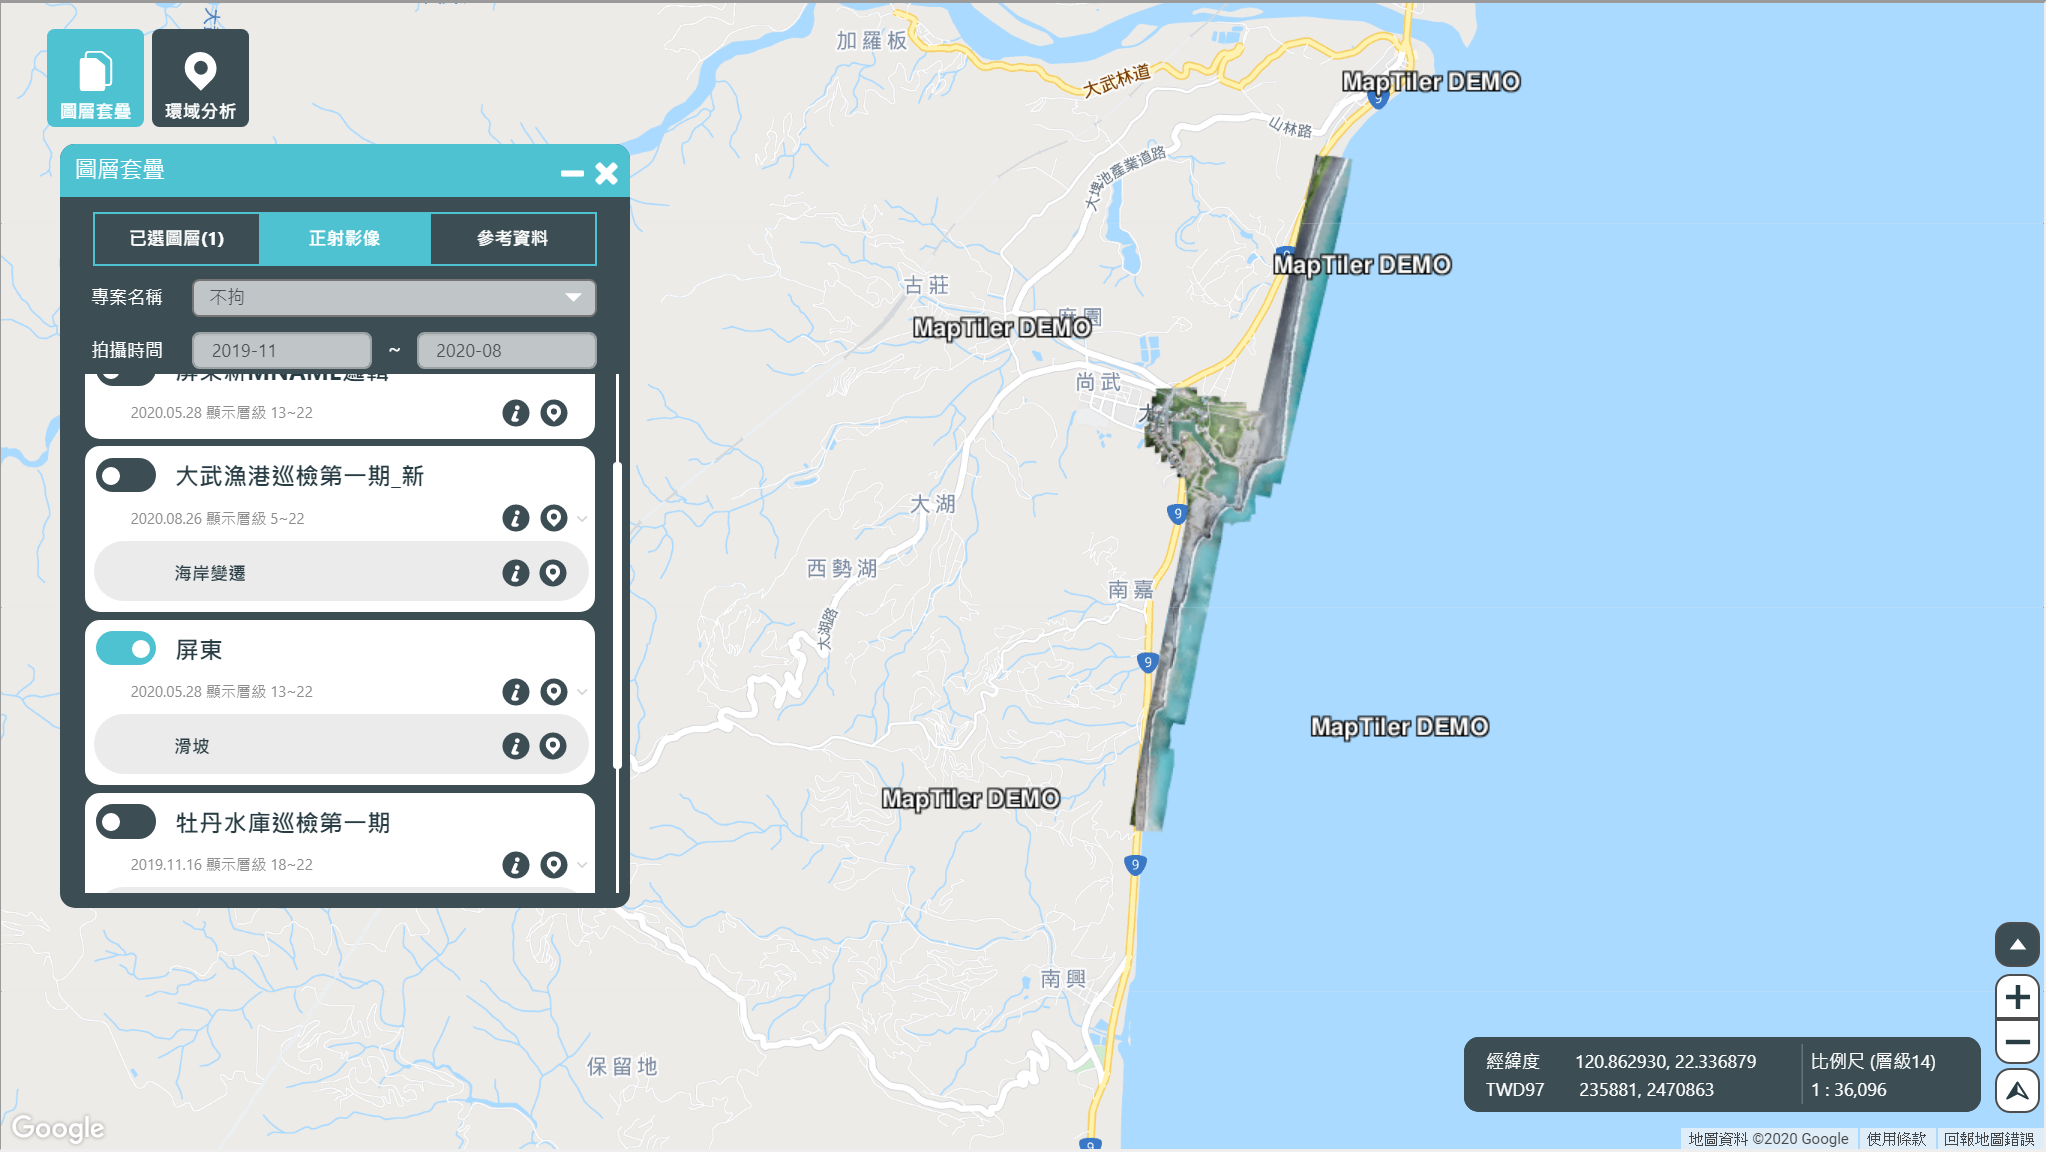 圖層套疊
環域分析
圖層套疊
已選圖層(1)
正射影像
參考資料
專案名稱
不拘
拍攝時間
2019-11
~
2020-08
2020.05.28 顯示層級 13~22
大武漁港巡檢第一期_新
2020.08.26 顯示層級 5~22
海岸變遷
屏東
2020.05.28 顯示層級 13~22
滑坡
牡丹水庫巡檢第一期
2019.11.16 顯示層級 18~22
加羅板
大武林道
MapTiler DEMO
9
山林路
大埤池產業道路
MapTiler DEMO
古莊
麻園
MapTiler DEMO
尚武
大
大湖
9
西勢湖
南嘉
大湖路
9
MapTiler DEMO
MapTiler DEMO
9
南興
保留地
9
經緯度
120.862930, 22.336879
TWD97
235881, 2470863
比例尺 (層級14)
1 : 36,096
Google
地圖資料 ©2020 Google
使用條款
回報地圖錯誤